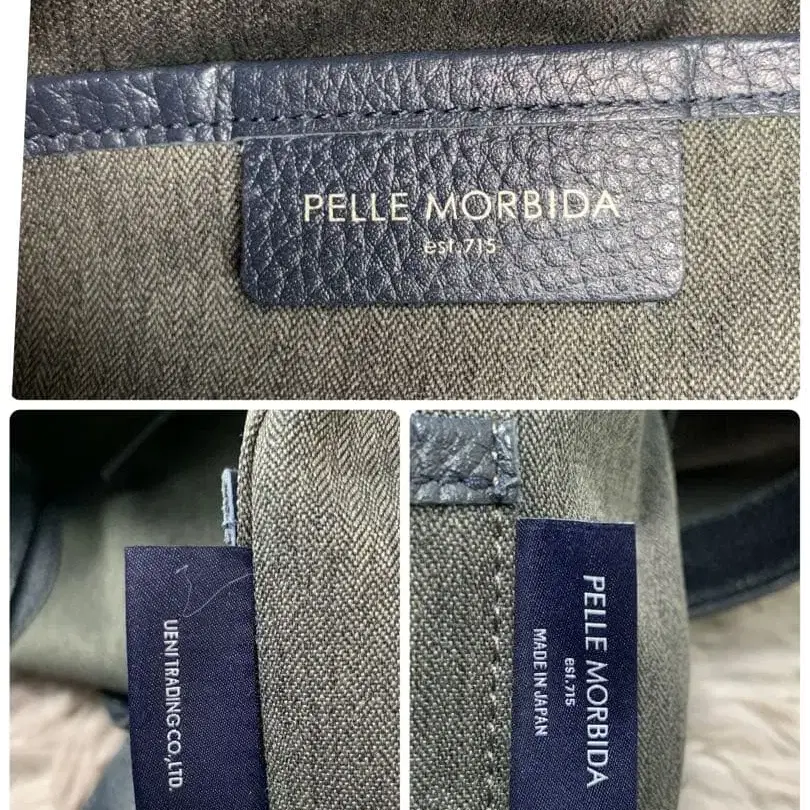 PELLE MORBIDA
est.715
UENI TRADING CO.,LTD.
PELLE MORBIDA
est.715
MADE IN JAPAN